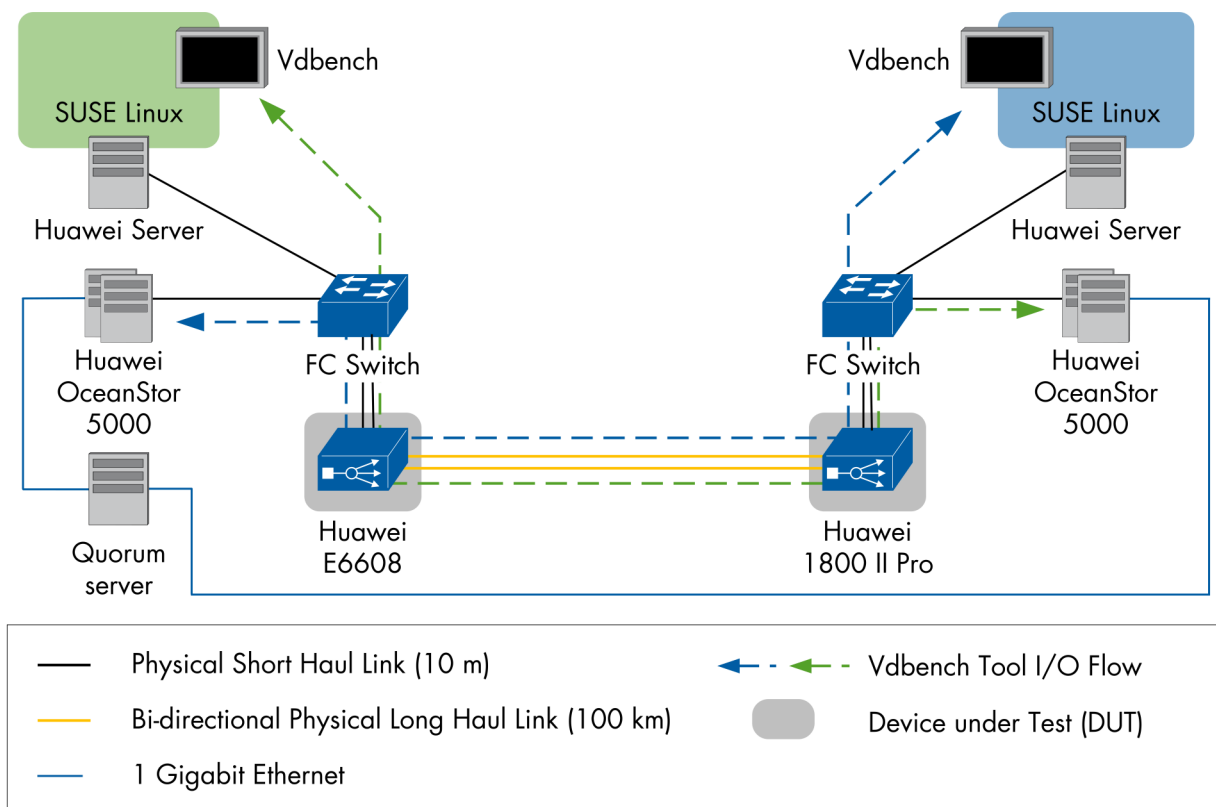 Vdbench
SUSE Linux
Huawei Server
Huawei
OceanStor
5000
Quorum
server
FC Switch
Huawei
E6608
Vdbench
SUSE Linux
Huawei Server
FC Switch
Huawei
OceanStor
5000
Huawei
1800 II Pro
Physical Short Haul Link (10 m)
Bi-directional Physical Long Haul Link (100 km)
1 Gigabit Ethernet
Vdbench Tool I/O Flow
Device under Test (DUT)